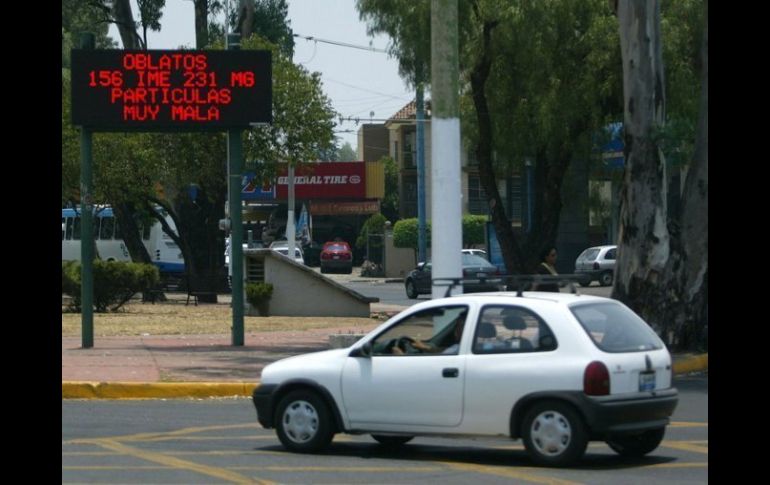 OBLATOS
156 IME 231 MG
PARTICULAS
MUY MALA
GENERAL TIRE